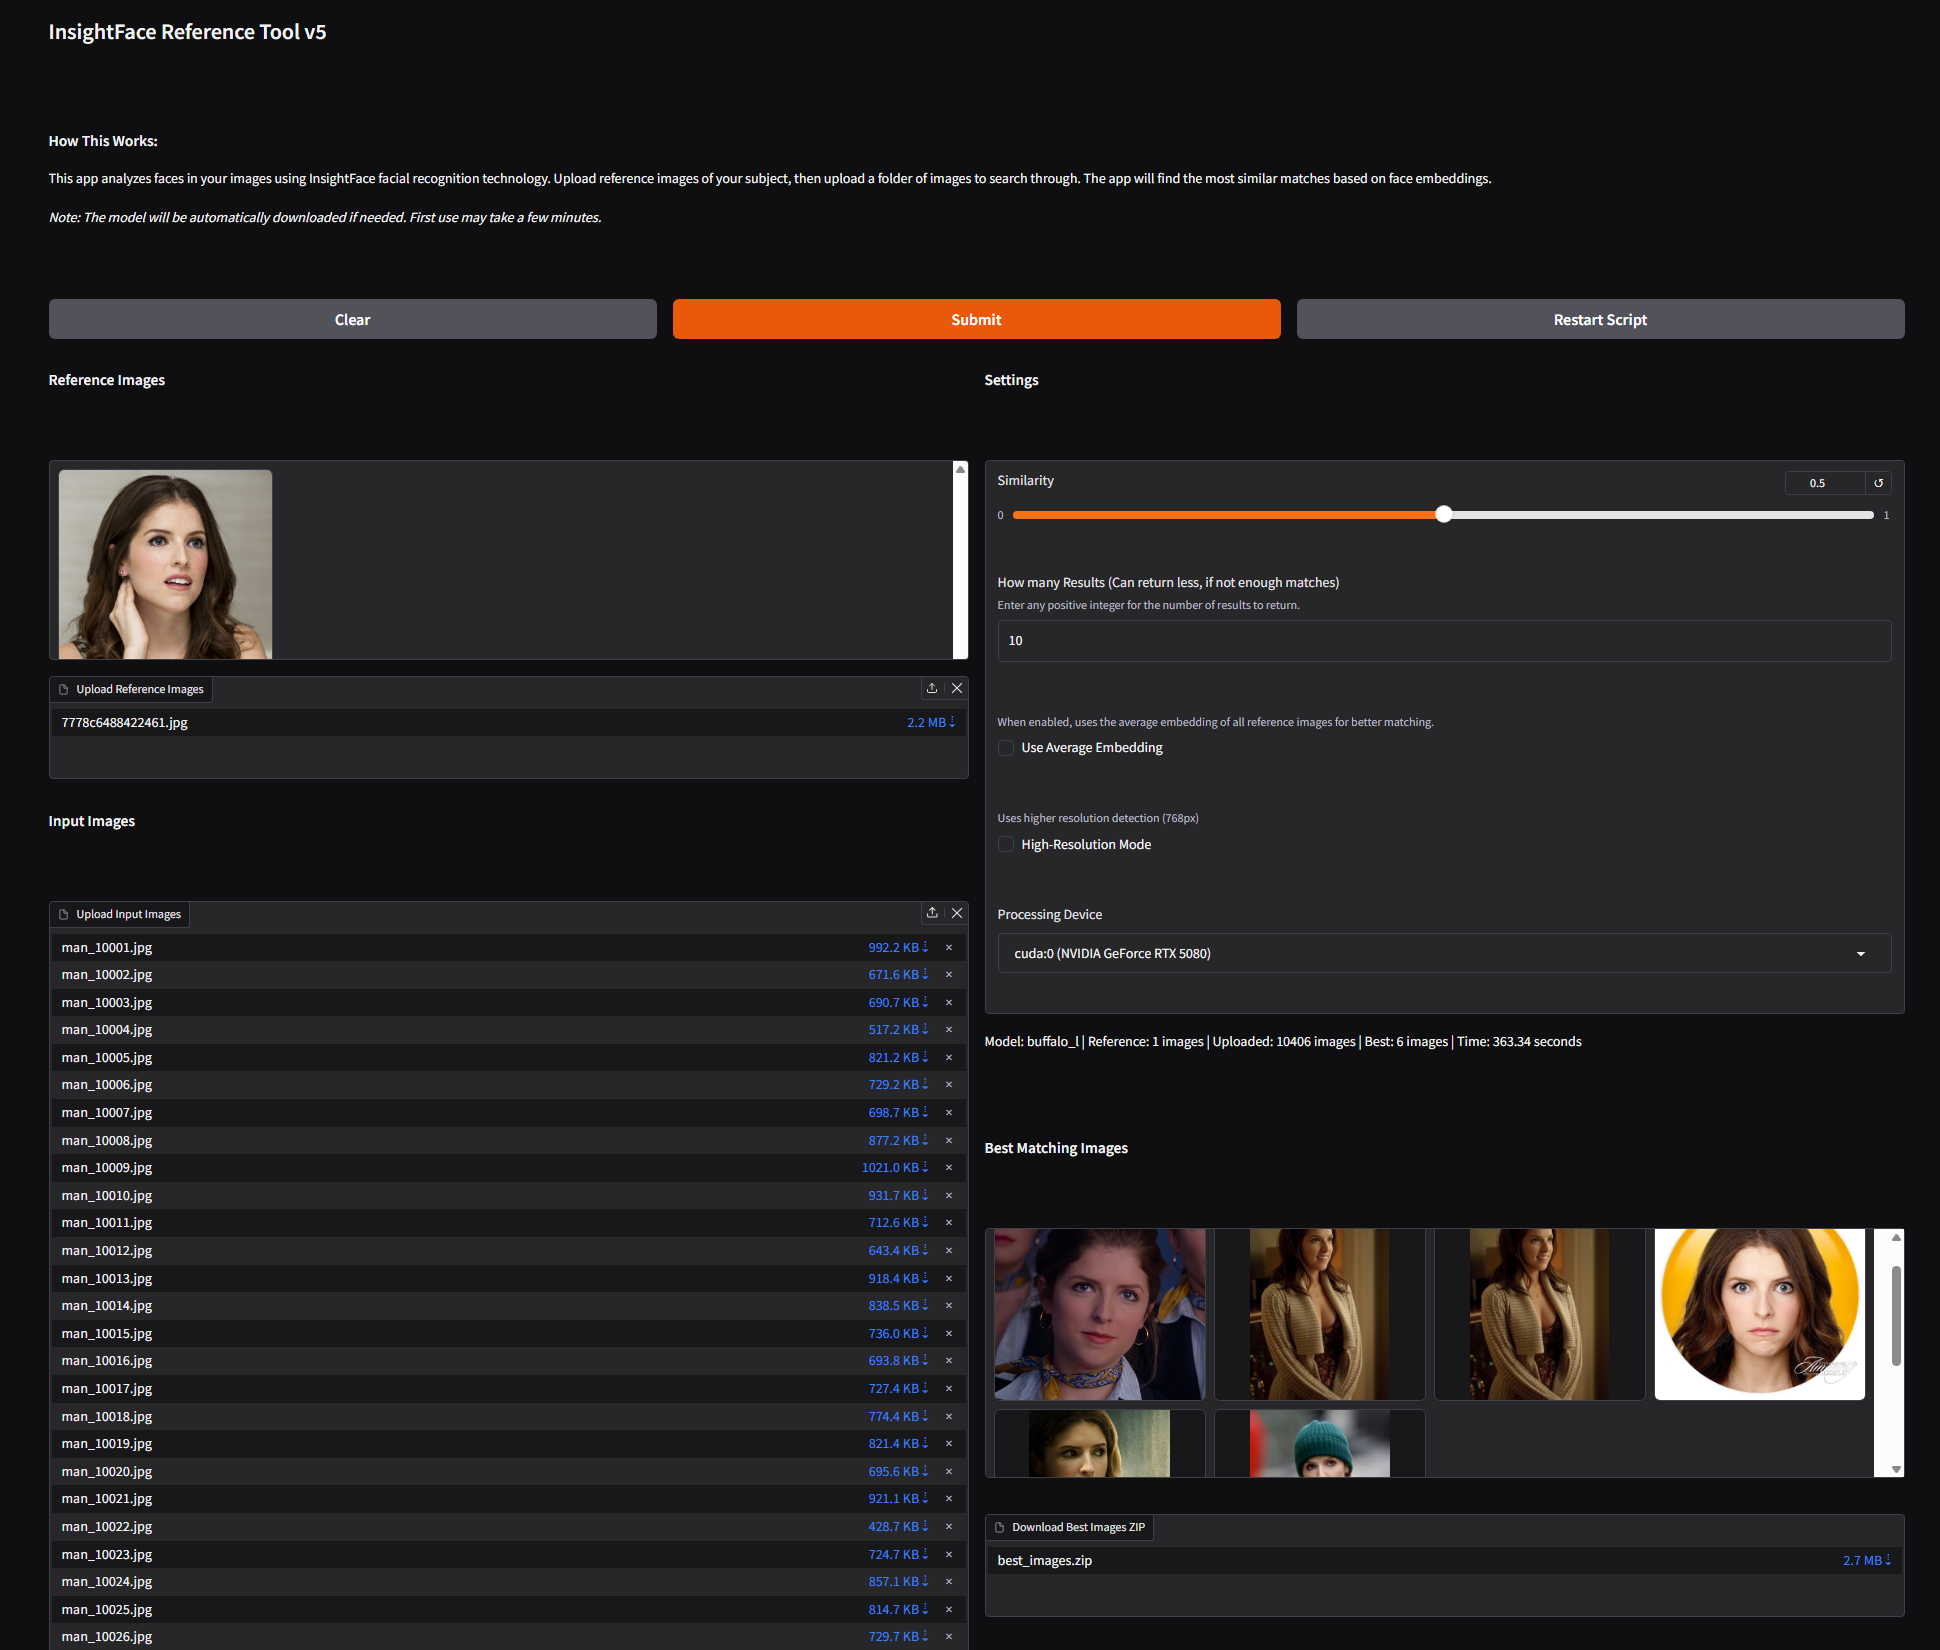 InsightFace Reference Tool v5
How This Works:
This app analyzes faces in your images using InsightFace facial recognition technology. Upload reference images of your subject, then upload a folder of images to search through. The app will find the most similar matches based on face embeddings.
Note: The model will be automatically downloaded if needed. First use may take a few minutes.
Clear
Submit
Restart Script
Reference Images
Upload Reference Images
7778c6488422461.jpg 2.2 MB ⇣
Input Images
Upload Input Images
man_10001.jpg 992.2 KB ⇣ ×
man_10002.jpg 671.6 KB ⇣ ×
man_10003.jpg 690.7 KB ⇣ ×
man_10004.jpg 517.2 KB ⇣ ×
man_10005.jpg 821.2 KB ⇣ ×
man_10006.jpg 729.2 KB ⇣ ×
man_10007.jpg 698.7 KB ⇣ ×
man_10008.jpg 877.2 KB ⇣ ×
man_10009.jpg 1021.0 KB ⇣ ×
man_10010.jpg 931.7 KB ⇣ ×
man_10011.jpg 712.6 KB ⇣ ×
man_10012.jpg 643.4 KB ⇣ ×
man_10013.jpg 918.4 KB ⇣ ×
man_10014.jpg 838.5 KB ⇣ ×
man_10015.jpg 736.0 KB ⇣ ×
man_10016.jpg 693.8 KB ⇣ ×
man_10017.jpg 727.4 KB ⇣ ×
man_10018.jpg 774.4 KB ⇣ ×
man_10019.jpg 821.4 KB ⇣ ×
man_10020.jpg 695.6 KB ⇣ ×
man_10021.jpg 921.1 KB ⇣ ×
man_10022.jpg 428.7 KB ⇣ ×
man_10023.jpg 724.7 KB ⇣ ×
man_10024.jpg 857.1 KB ⇣ ×
man_10025.jpg 814.7 KB ⇣ ×
man_10026.jpg 729.7 KB ⇣ ×
Settings
Similarity
0.5
0
1
How many Results (Can return less, if not enough matches)
Enter any positive integer for the number of results to return.
10
When enabled, uses the average embedding of all reference images for better matching.
Use Average Embedding
Uses higher resolution detection (768px)
High-Resolution Mode
Processing Device
cuda:0 (NVIDIA GeForce RTX 5080)
Model: buffalo_l | Reference: 1 images | Uploaded: 10406 images | Best: 6 images | Time: 363.34 seconds
Best Matching Images
Download Best Images ZIP
best_images.zip 2.7 MB ⇣